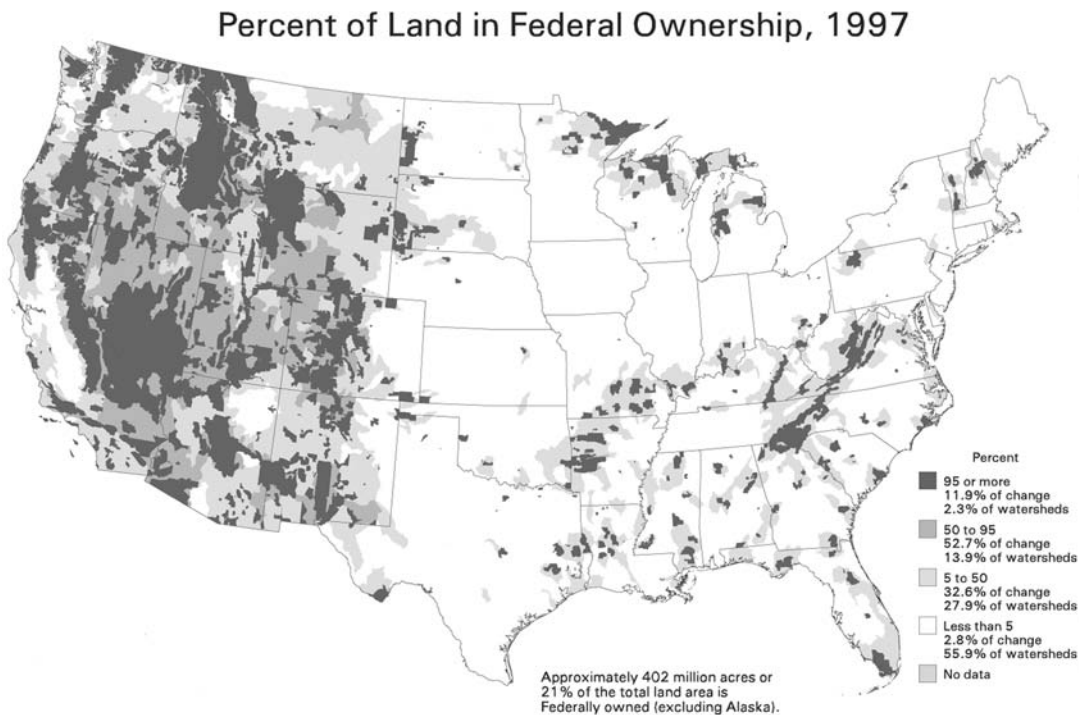 Percent of Land in Federal Ownership, 1997
Percent
95 or more
11.9% of change
2.3% of watersheds
50 to 95
52.7% of change
13.9% of watersheds
5 to 50
32.6% of change
27.9% of watersheds
Less than 5
2.8% of change
55.9% of watersheds
No data
Approximately 402 million acres or
21% of the total land area is
Federally owned (excluding Alaska).